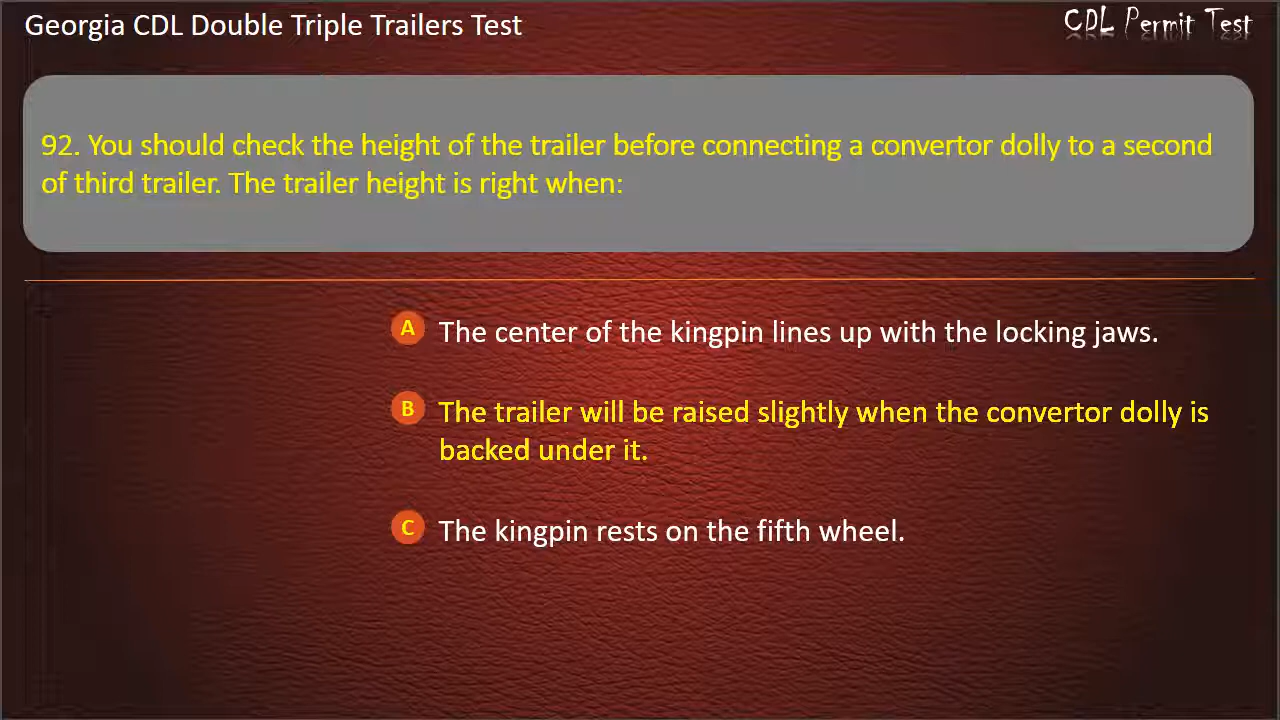 Georgia CDL Double Triple Trailers Test
CDL Permit Test
92. You should check the height of the trailer before connecting a convertor dolly to a second
of third trailer. The trailer height is right when:
A The center of the kingpin lines up with the locking jaws.
B The trailer will be raised slightly when the convertor dolly is
backed under it.
C The kingpin rests on the fifth wheel.